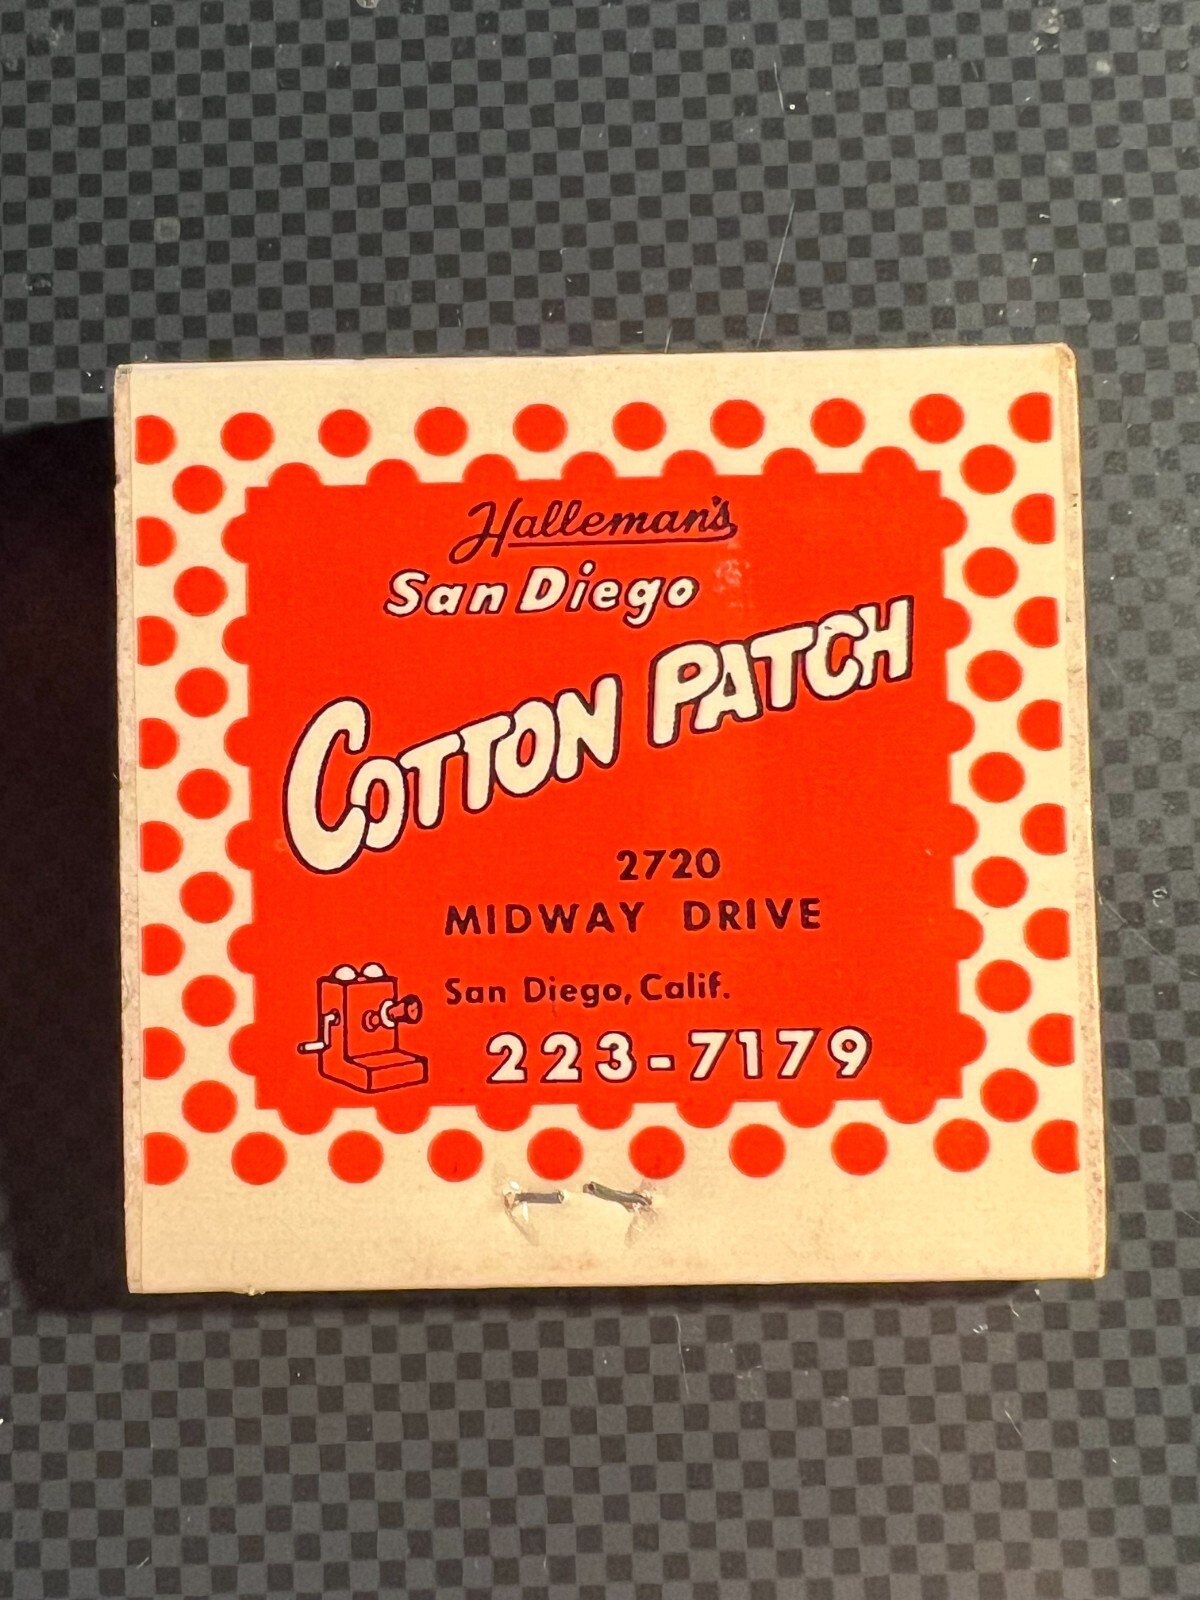 Halleman's
San Diego
COTTON PATCH
2720
MIDWAY DRIVE
San Diego, Calif.
223-7179